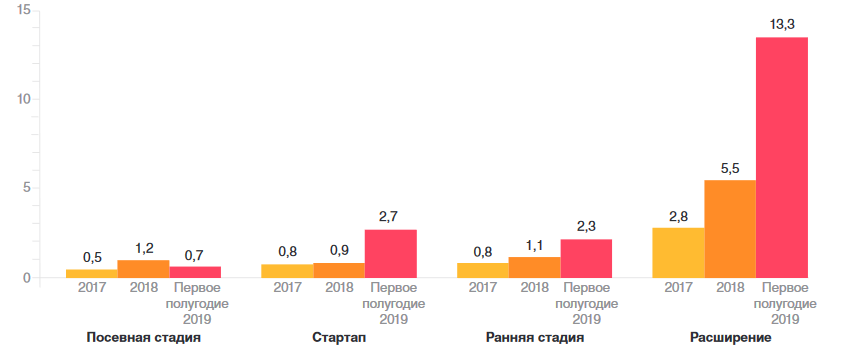 15
10
5
0
0,5
1,2
0,7
0,8
0,9
2,7
0,8
1,1
2,3
2,8
5,5
13,3
2017
2018
Первое
полугодие
2019
2017
2018
Первое
полугодие
2019
2017
2018
Первое
полугодие
2019
2017
2018
Первое
полугодие
2019
Посевная стадия
Стартап
Ранняя стадия
Расширение